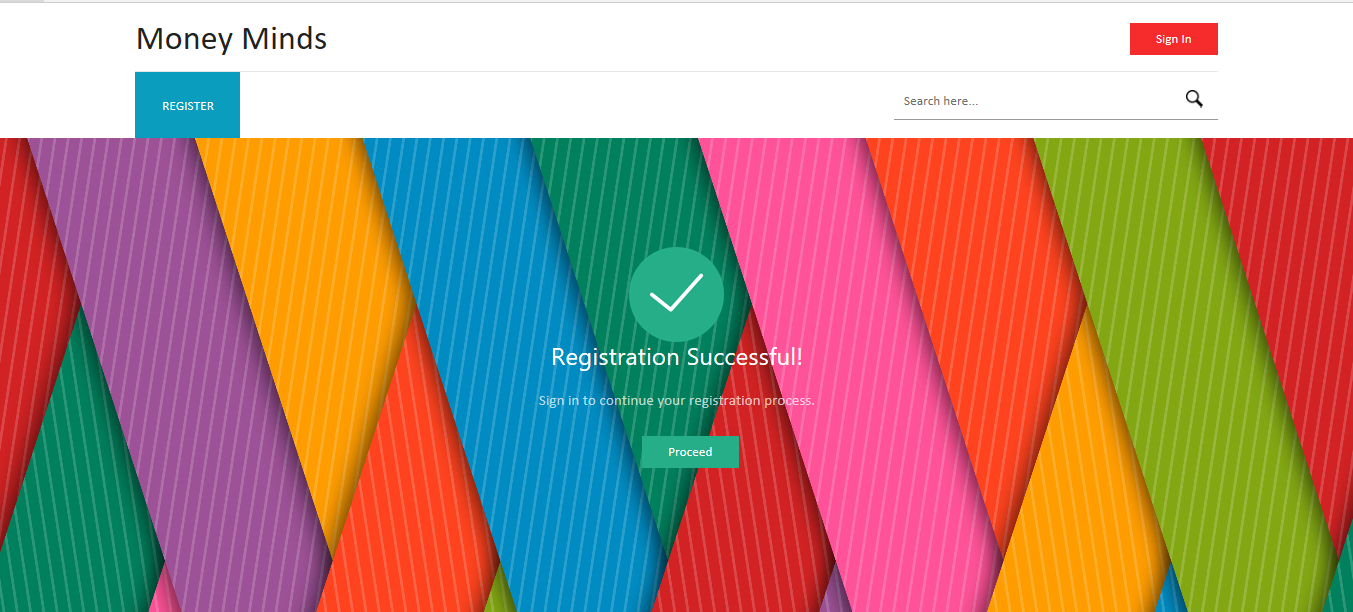 Money Minds
Sign In
REGISTER
Search here...
Registration Successful!
Sign in to continue your registration process.
Proceed